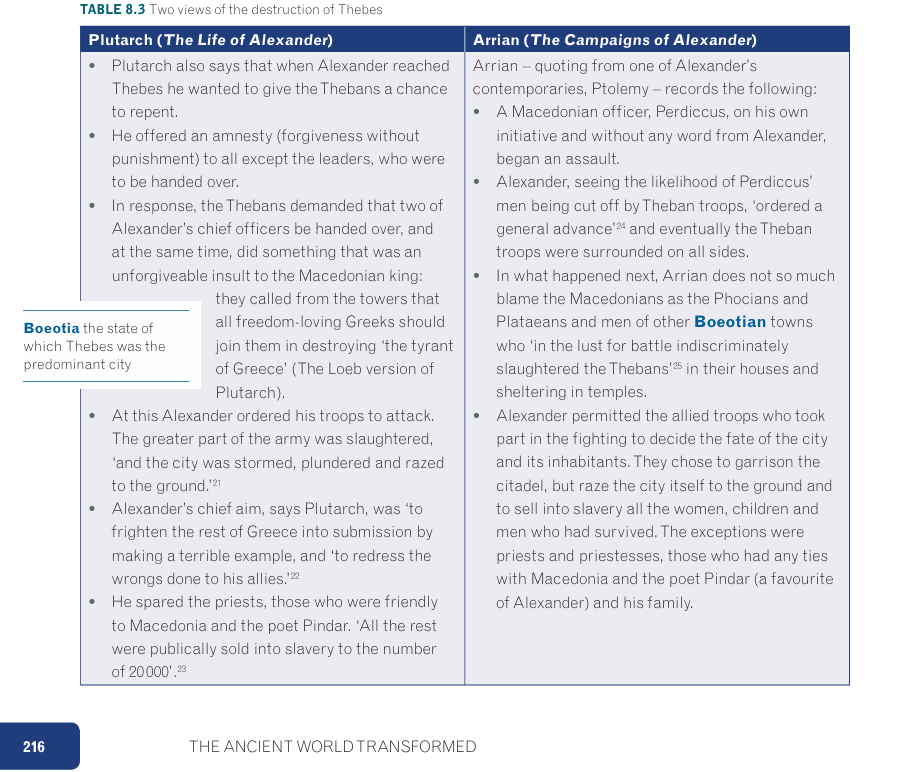 TABLE 8.3 Two views of the destruction of Thebes
Plutarch (The Life of Alexander)
• Plutarch also says that when Alexander reached
Thebes he wanted to give the Thebans a chance
to repent.
• He offered an amnesty (forgiveness without
punishment) to all except the leaders, who were
to be handed over.
• In response, the Thebans demanded that two of
Alexander's chief officers be handed over, and
at the same time, did something that was an
unforgiveable insult to the Macedonian king:
they called from the towers that
all freedom-loving Greeks should
join them in destroying ‘the tyrant
of Greece’ (The Loeb version of
Plutarch).
• At this Alexander ordered his troops to attack.
The greater part of the army was slaughtered,
‘and the city was stormed, plundered and razed
to the ground.’21
• Alexander's chief aim, says Plutarch, was ‘to
frighten the rest of Greece into submission by
making a terrible example, and ‘to redress the
wrongs done to his allies.’22
• He spared the priests, those who were friendly
to Macedonia and the poet Pindar. ‘All the rest
were publically sold into slavery to the number
of 20 000’.23
Boeotia the state of
which Thebes was the
predominant city
Arrian (The Campaigns of Alexander)
Arrian – quoting from one of Alexander's
contemporaries, Ptolemy – records the following:
• A Macedonian officer, Perdiccus, on his own
initiative and without any word from Alexander,
began an assault.
• Alexander, seeing the likelihood of Perdiccus’
men being cut off by Theban troops, ‘ordered a
general advance’24 and eventually the Theban
troops were surrounded on all sides.
• In what happened next, Arrian does not so much
blame the Macedonians as the Phocians and
Plataeans and men of other Boeotian towns
who ‘in the lust for battle indiscriminately
slaughtered the Thebans’25 in their houses and
sheltering in temples.
• Alexander permitted the allied troops who took
part in the fighting to decide the fate of the city
and its inhabitants. They chose to garrison the
citadel, but raze the city itself to the ground and
to sell into slavery all the women, children and
men who had survived. The exceptions were
priests and priestesses, those who had any ties
with Macedonia and the poet Pindar (a favourite
of Alexander) and his family.
216
THE ANCIENT WORLD TRANSFORMED